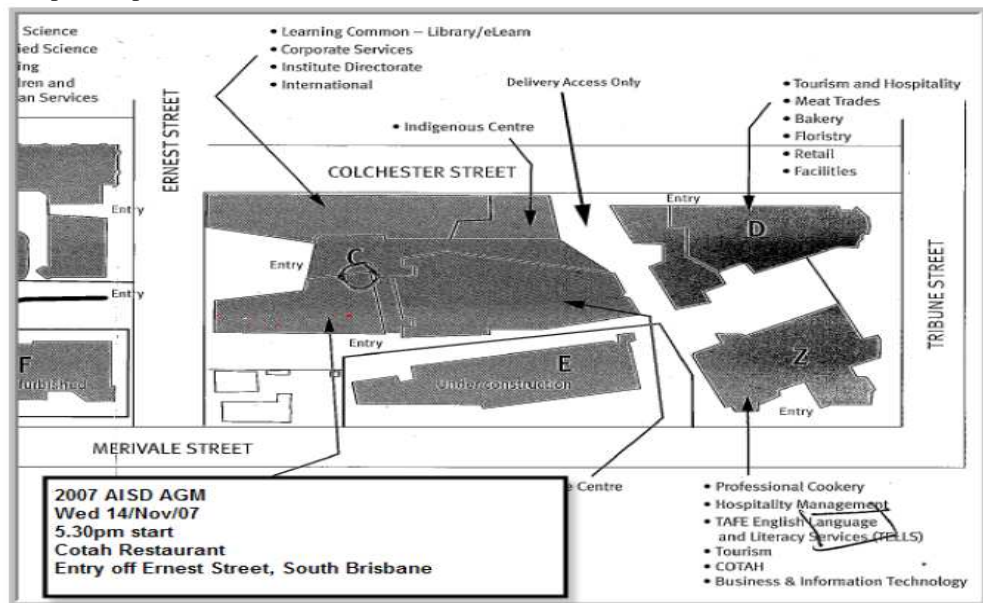 Science
ied Science
ing
dren and
an Services
• Learning Common – Library/eLearn
• Corporate Services
• Institute Directorate
• International
Delivery Access Only
• Indigenous Centre
• Tourism and Hospitality
• Meat Trades
• Bakery
• Floristry
• Retail
• Facilities
ERNEST STREET
COLCHESTER STREET
TRIBUNE STREET
Entry
Entry
D
C
Entry
Entry
Entry
F
furbished
E
Underconstruction
Z
Entry
MERIVALE STREET
2007 AISD AGM
Wed 14/Nov/07
5.30pm start
Cotah Restaurant
Entry off Ernest Street, South Brisbane
e Centre
• Professional Cookery
• Hospitality Management
• TAFE English Language
and Literacy Services (TELLS)
• Tourism
• COTAH
• Business & Information Technology